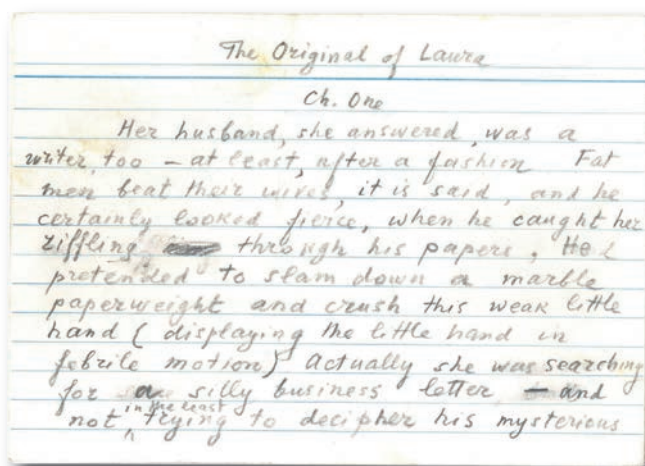 The Original of Laura
Ch. One
Her husband, she answered, was a
writer, too – at least, after a fashion. Fat
men beat their wives, it is said, and he
certainly looked fierce, when he caught her
riffling through his papers. He
pretended to slam down a marble
paperweight and crush this weak little
hand (displaying the little hand in
febrile motion) Actually she was searching
for a silly business letter – and
not in the least trying to decipher his mysterious